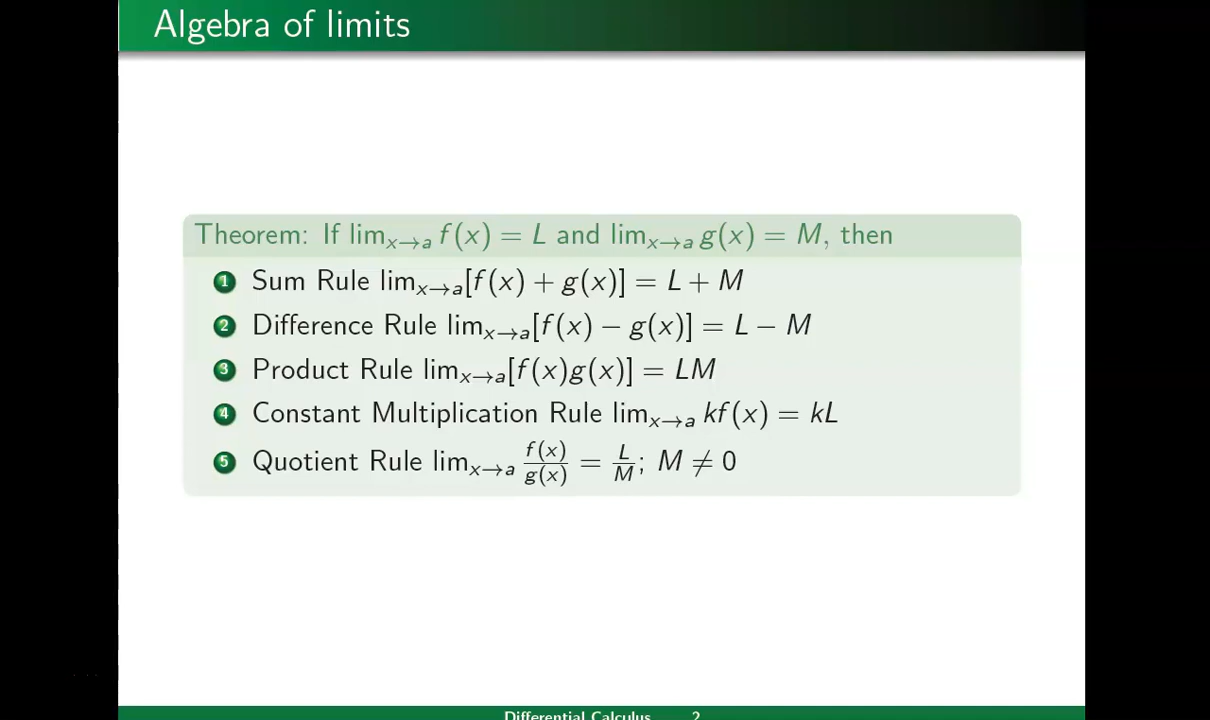 Algebra of limits
Theorem: If lim_{x→a} f(x) = L and lim_{x→a} g(x) = M, then
1 Sum Rule lim_{x→a}[f(x) + g(x)] = L + M
2 Difference Rule lim_{x→a}[f(x) − g(x)] = L − M
3 Product Rule lim_{x→a}[f(x)g(x)] = LM
4 Constant Multiplication Rule lim_{x→a} kf(x) = kL
5 Quotient Rule lim_{x→a} f(x)/g(x) = L/M; M ≠ 0
Differential Calculus 2